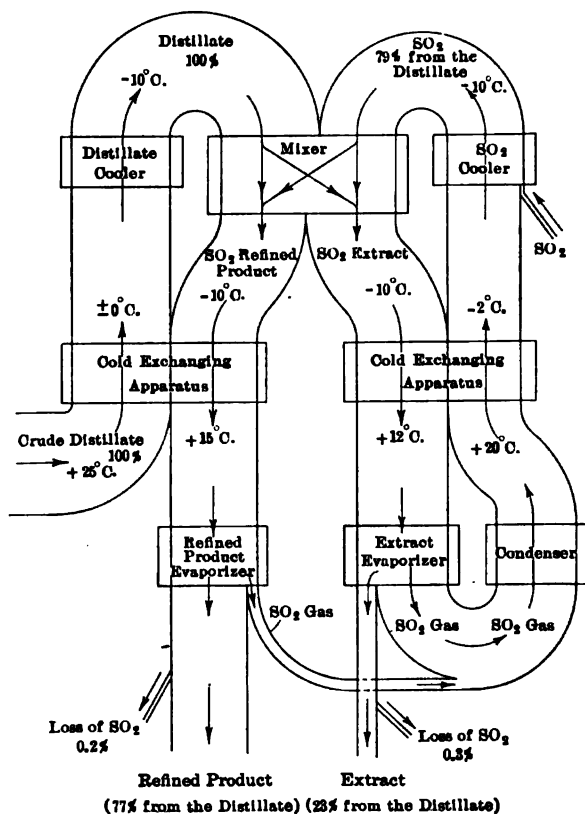 Distillate
100%
SO2
79% from the
Distillate
-10°C.
-10°C.
Distillate
Cooler
Mixer
SO2
Cooler
SO2
SO2 Refined
Product
SO2 Extract
-10°C.
-10°C.
±0°C.
-2°C.
Cold Exchanging
Apparatus
Cold Exchanging
Apparatus
Crude Distillate
100%
+25°C.
+15°C.
+12°C.
+20°C.
Refined
Product
Evaporizer
Extract
Evaporizer
Condenser
SO2 Gas
SO2 Gas
SO2 Gas
Loss of SO2
0.2%
Loss of SO2
0.3%
Refined Product
(77% from the Distillate)
Extract
(23% from the Distillate)